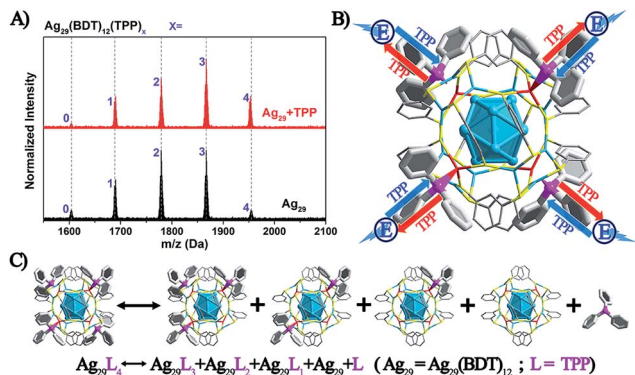 A)
Ag29(BDT)12(TPP)x X=
Normalized Intensity
0
1
2
3
4
Ag29+TPP
0
1
2
3
4
Ag29
1600 1700 1800 1900 2000 2100
m/z (Da)
B)
E TPP TPP
TPP TPP E
E TPP TPP
TPP TPP E
C)
+ + + +
Ag29L4⟷Ag29L3+Ag29L2+Ag29L1+Ag29+L (Ag29=Ag29(BDT)12 ; L= TPP)